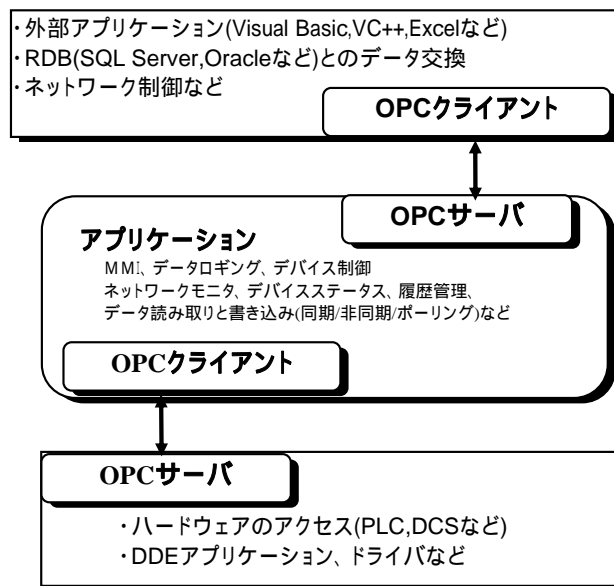 ・外部アプリケーション(Visual Basic,VC++,Excelなど)
・RDB(SQL Server,Oracleなど)とのデータ交換
・ネットワーク制御など
OPCクライアント
OPCサーバ
アプリケーション
MMI、データロギング、デバイス制御
ネットワークモニタ、デバイスステータス、履歴管理、
データ読み取りと書き込み(同期/非同期/ポーリング)など
OPCクライアント
OPCサーバ
・ハードウェアのアクセス(PLC,DCSなど)
・DDEアプリケーション、ドライバなど